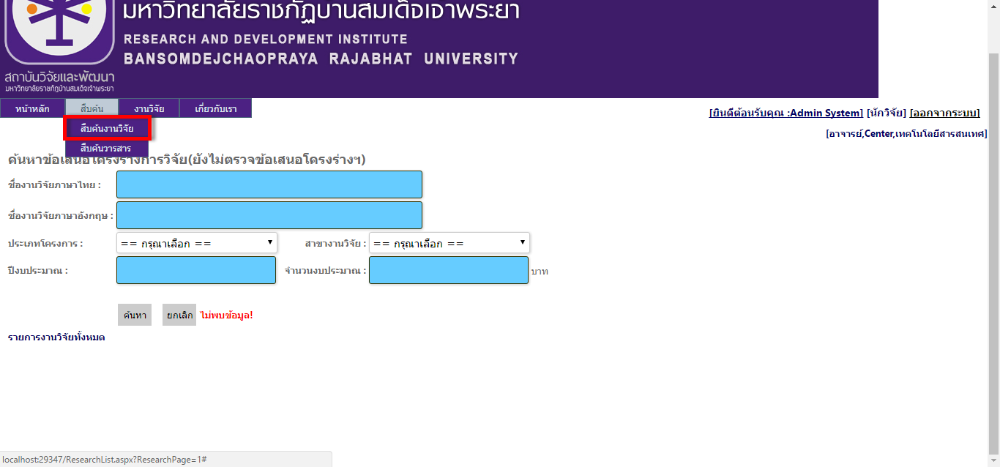 มหาวิทยาลัยราชภัฏบ้านสมเด็จเจ้าพระยา
RESEARCH AND DEVELOPMENT INSTITUTE
BANSOMDEJCHAOPRAYA RAJABHAT UNIVERSITY
สถาบันวิจัยและพัฒนา
มหาวิทยาลัยราชภัฏบ้านสมเด็จเจ้าพระยา
หน้าหลัก สืบค้น งานวิจัย เกี่ยวกับเรา
[ยินดีต้อนรับคุณ :Admin System] [นักวิจัย] [ออกจากระบบ]
สืบค้นงานวิจัย
[อาจารย์,Center,เทคโนโลยีสารสนเทศ]
สืบค้นวารสาร
ค้นหาข้อเสนอโครงร่างการวิจัย(ยังไม่ตรวจข้อเสนอโครงร่างฯ)
ชื่องานวิจัยภาษาไทย :
ชื่องานวิจัยภาษาอังกฤษ :
ประเภทโครงการ : == กรุณาเลือก == สาขางานวิจัย : == กรุณาเลือก ==
ปีงบประมาณ : จำนวนงบประมาณ : บาท
ค้นหา ยกเลิก ไม่พบข้อมูล!
รายการงานวิจัยทั้งหมด
localhost:29347/ResearchList.aspx?ResearchPage=1#